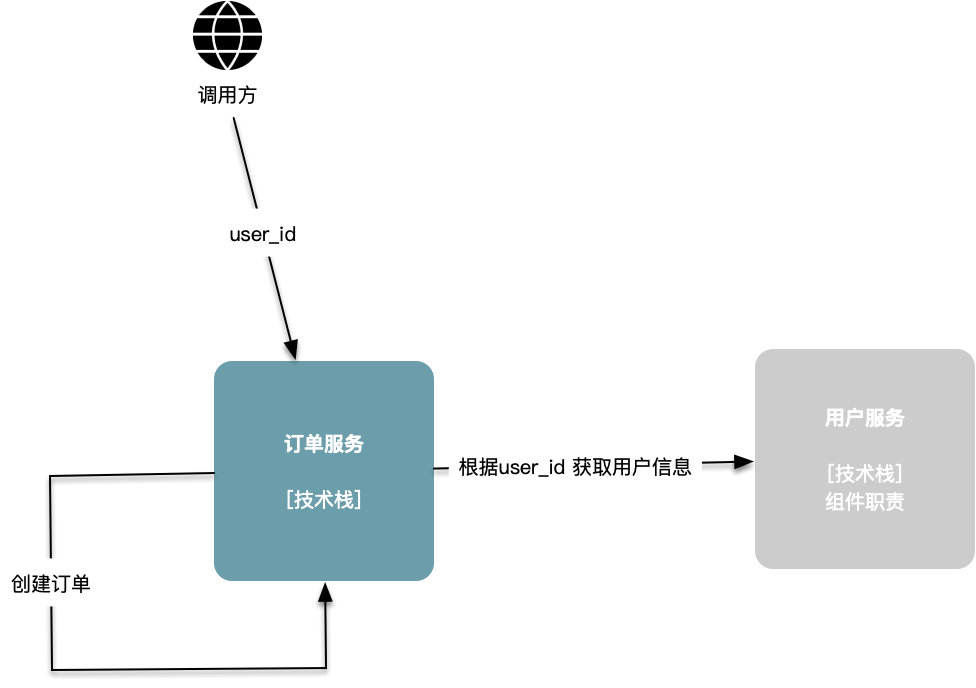 调用方
user_id
订单服务
[技术栈]
根据user_id 获取用户信息
用户服务
[技术栈]
组件职责
创建订单